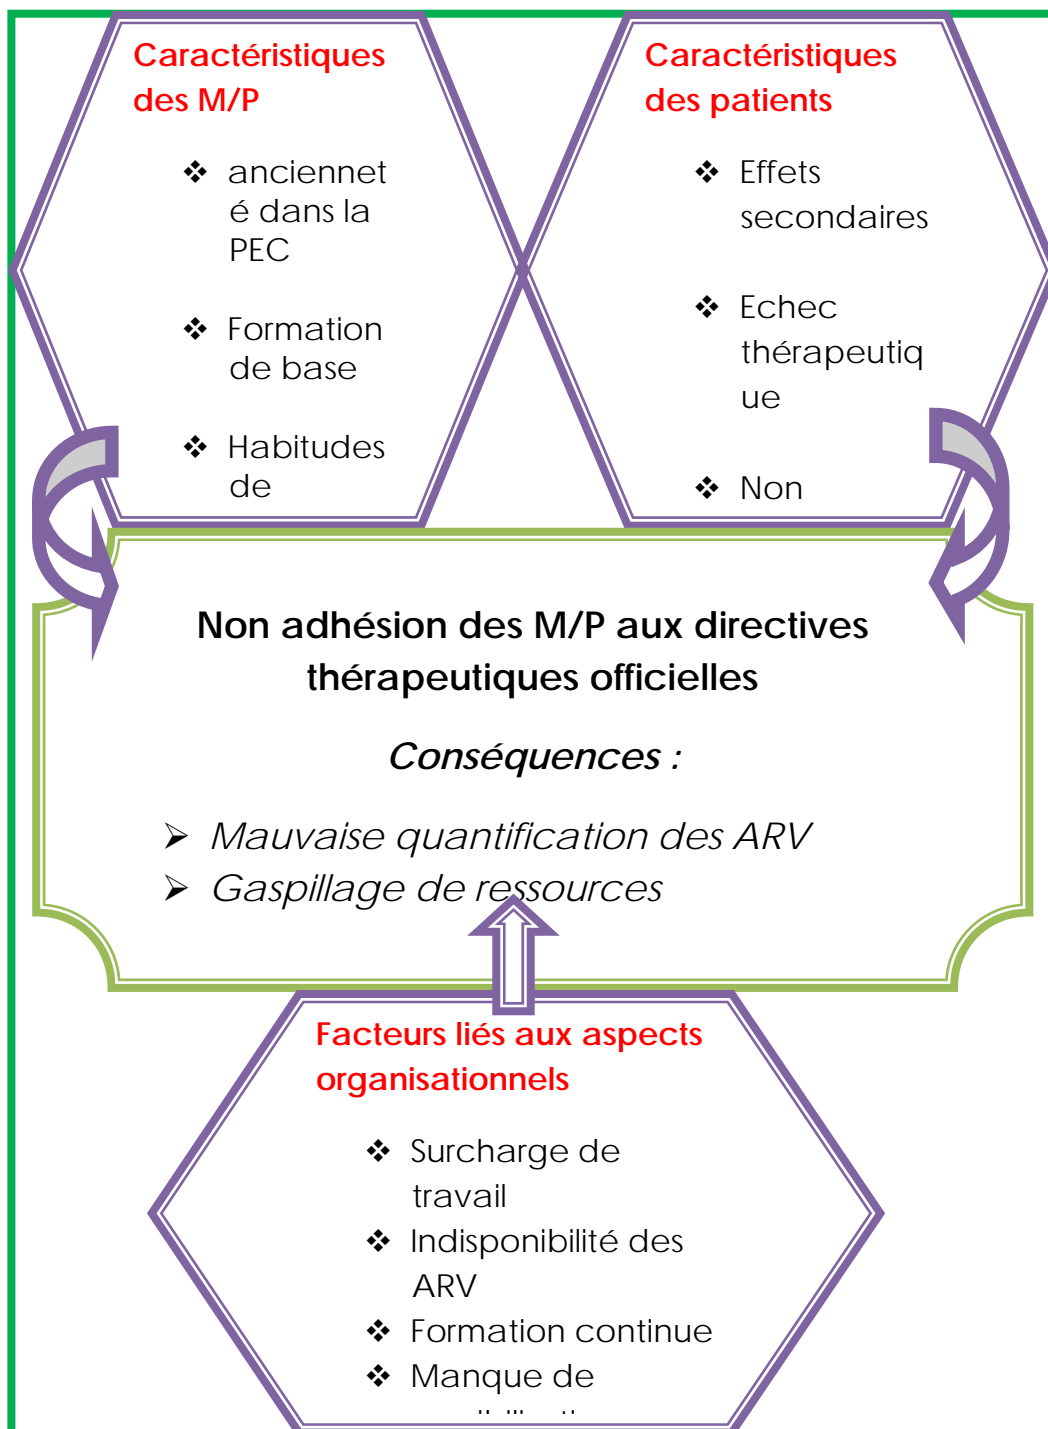 Caractéristiques
des M/P
❖ anciennet
é dans la
PEC
❖ Formation
de base
❖ Habitudes
de
Caractéristiques
des patients
❖ Effets
secondaires
❖ Echec
thérapeutiq
ue
❖ Non
Non adhésion des M/P aux directives
thérapeutiques officielles
Conséquences :
➢ Mauvaise quantification des ARV
➢ Gaspillage de ressources
Facteurs liés aux aspects
organisationnels
❖ Surcharge de
travail
❖ Indisponibilité des
ARV
❖ Formation continue
❖ Manque de